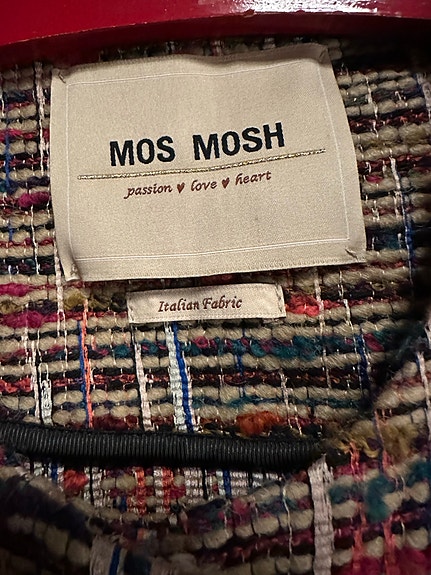 MOS MOSH
passion ♥ love ♥ heart
Italian Fabric